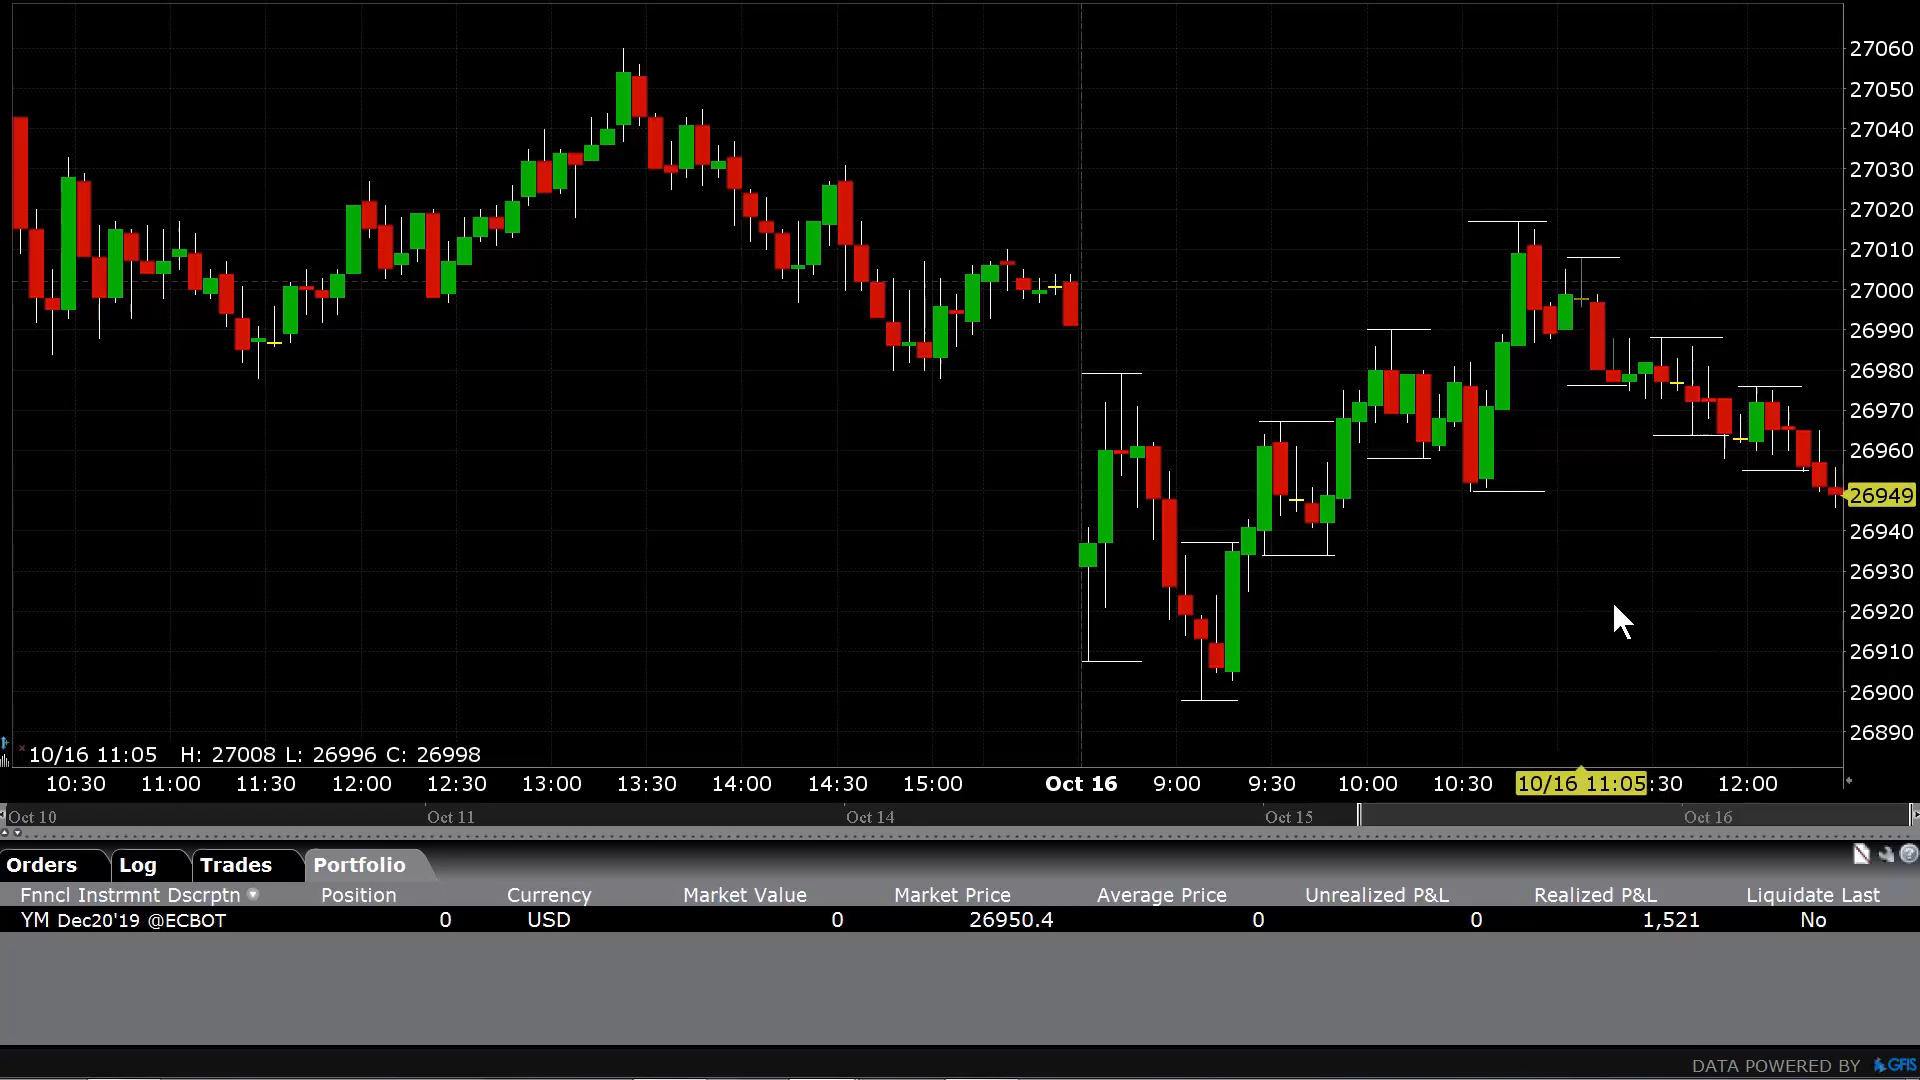 27060
27050
27040
27030
27020
27010
27000
26990
26980
26970
26960
26949
26940
26930
26920
26910
26900
26890
10/16 11:05 H: 27008 L: 26996 C: 26998
10:30 11:00 11:30 12:00 12:30 13:00 13:30 14:00 14:30 15:00 Oct 16 9:00 9:30 10:00 10:30 10/16 11:05 :30 12:00
Oct 10 Oct 11 Oct 14 Oct 15 Oct 16
Orders Log Trades Portfolio
Fnncl Instrmnt Dscrptn Position Currency Market Value Market Price Average Price Unrealized P&L Realized P&L Liquidate Last
YM Dec20'19 @ECBOT 0 USD 0 26950.4 0 0 1,521 No
DATA POWERED BY GFIS